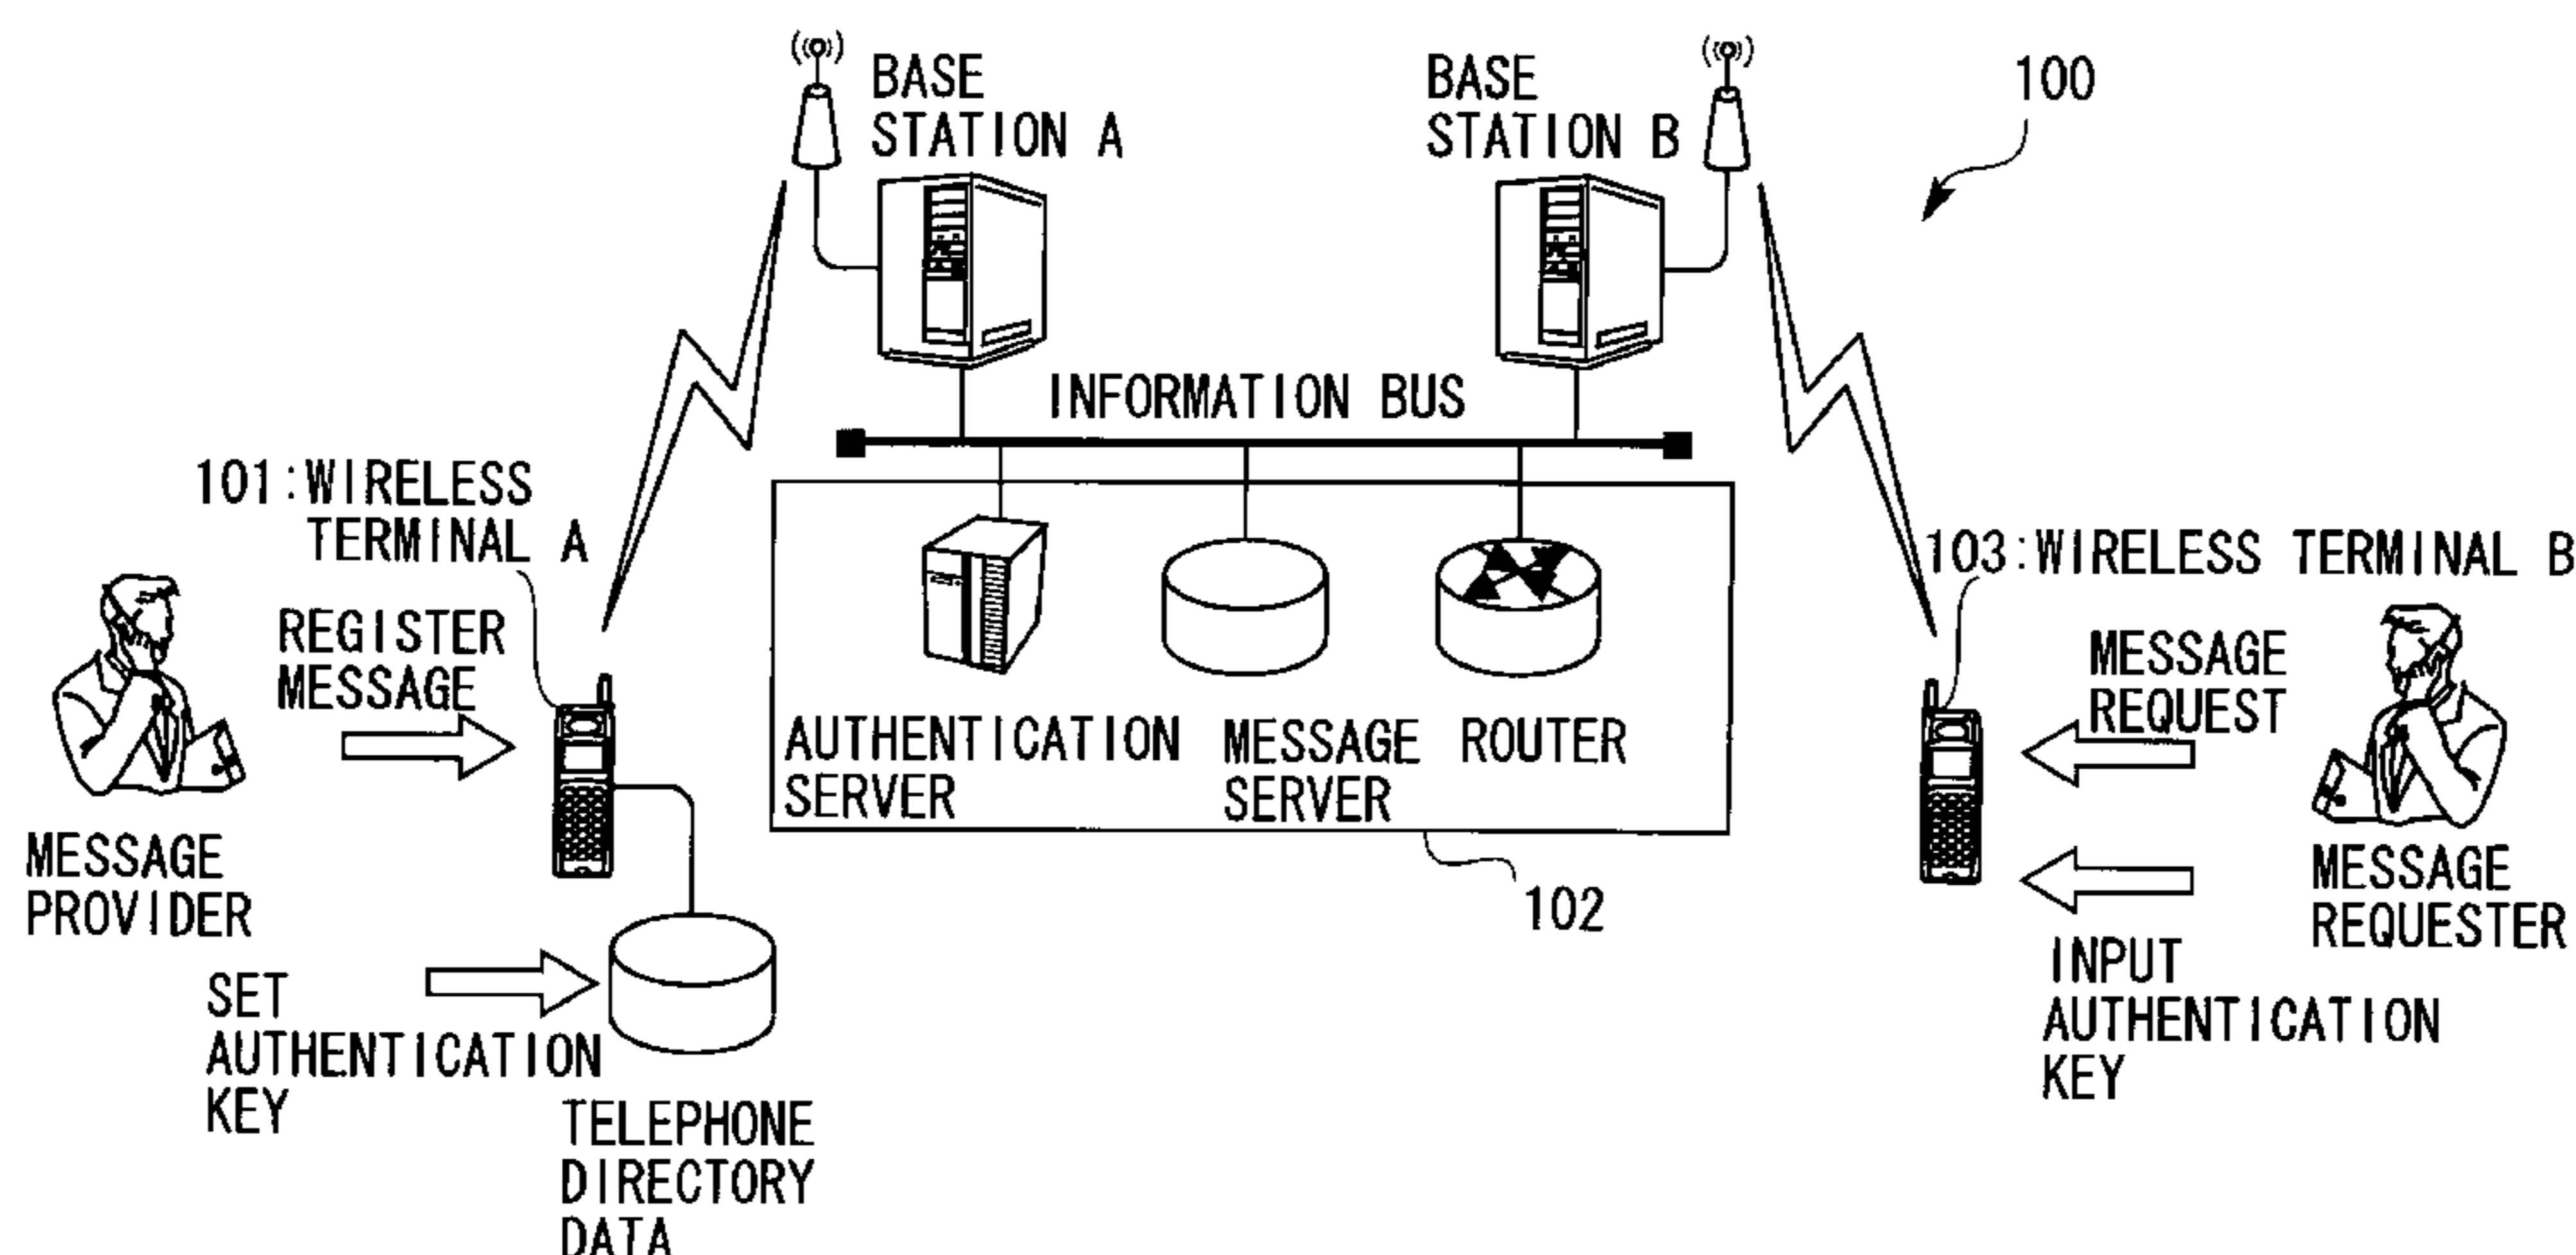 BASE
STATION A
BASE
STATION B
100
INFORMATION BUS
101:WIRELESS
TERMINAL A
103:WIRELESS TERMINAL B
REGISTER
MESSAGE
MESSAGE
REQUEST
AUTHENTICATION
SERVER
MESSAGE
SERVER
ROUTER
MESSAGE
PROVIDER
102
MESSAGE
REQUESTER
SET
AUTHENTICATION
KEY
INPUT
AUTHENTICATION
KEY
TELEPHONE
DIRECTORY
DATA